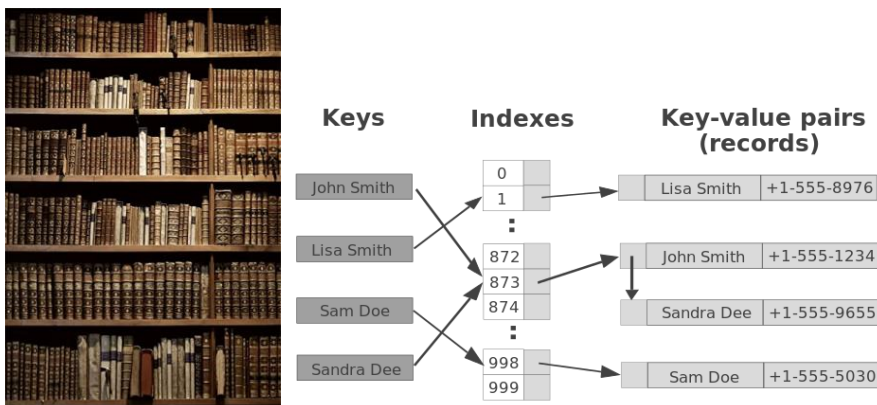 Keys
Indexes
Key-value pairs
(records)
John Smith
Lisa Smith
Sam Doe
Sandra Dee
0
1
:
872
873
874
:
998
999
Lisa Smith +1-555-8976
John Smith +1-555-1234
Sandra Dee +1-555-9655
Sam Doe +1-555-5030